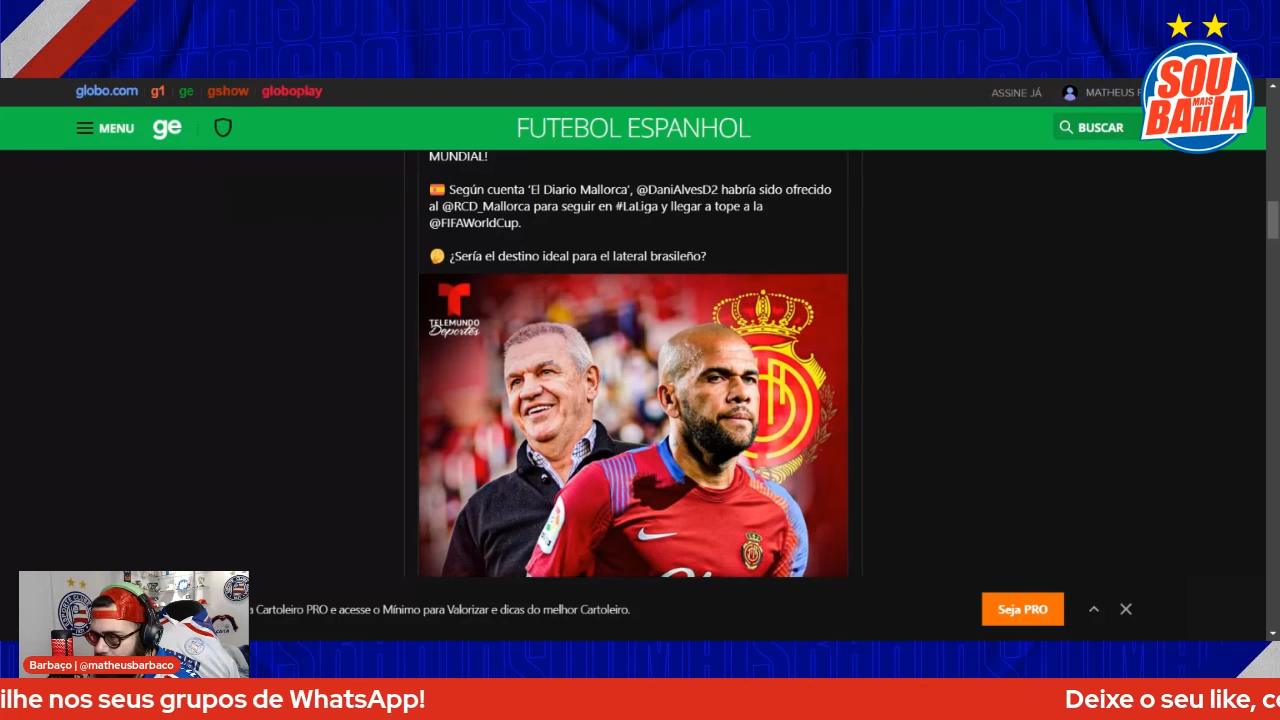 SOU
MAIS
BAHIA
globo.com g1 ge gshow globoplay
ASSINE JÁ
MATHEUS
MENU
ge
FUTEBOL ESPANHOL
BUSCAR
MUNDIAL!
Según cuenta ‘El Diario Mallorca’, @DaniAlvesD2 habría sido ofrecido
al @RCD_Mallorca para seguir en #LaLiga y llegar a tope a la
@FIFAWorldCup.
¿Sería el destino ideal para el lateral brasileño?
TELEMUNDO
Deportes
a Cartoleiro PRO e acesse o Mínimo para Valorizar e dicas do melhor Cartoleiro.
Seja PRO
Barbaço | @matheusbarbaco
ilhe nos seus grupos de WhatsApp!
Deixe o seu like, c